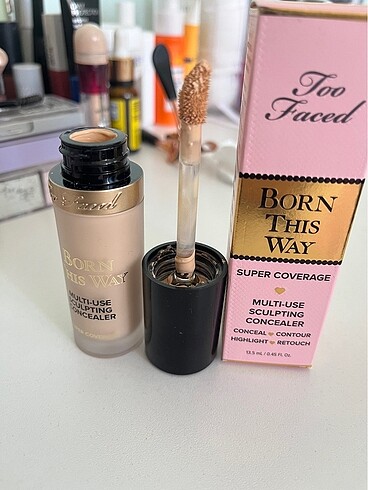 BORN
THIS WAY
MULTI-USE
SCULPTING
CONCEALER
Too
Faced
BORN
THIS
WAY
SUPER COVERAGE
MULTI-USE
SCULPTING
CONCEALER
CONCEAL CONTOUR
HIGHLIGHT RETOUCH
13.5 mL / 0.45 FL. Oz.